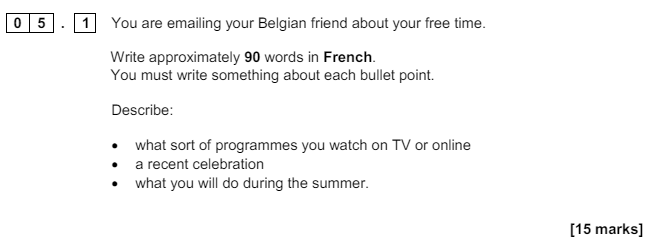 0 5 . 1 You are emailing your Belgian friend about your free time.
Write approximately 90 words in French.
You must write something about each bullet point.
Describe:
• what sort of programmes you watch on TV or online
• a recent celebration
• what you will do during the summer.
[15 marks]